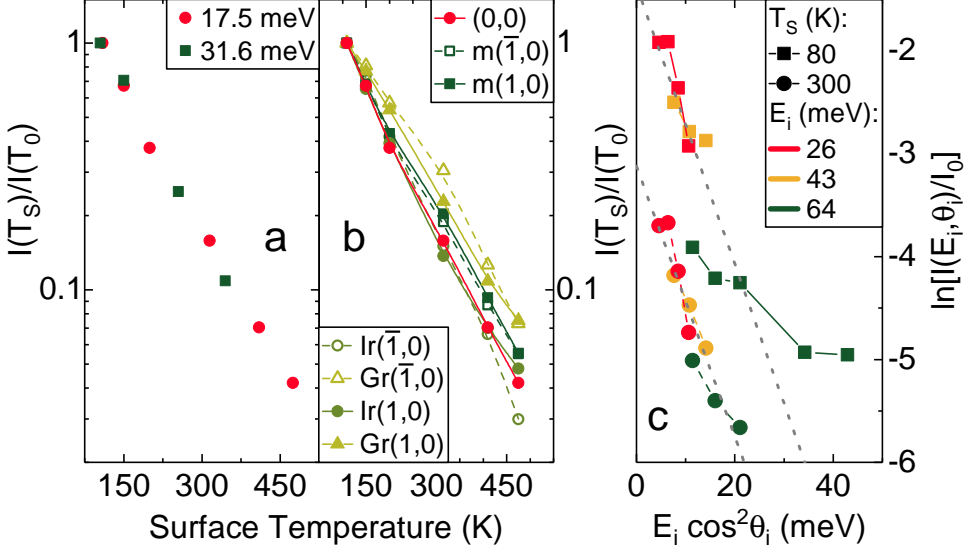 17.5 meV
31.6 meV
I(T_S)/I(T_0)
1
0.1
a
150
300
450
(0,0)
m(1̅,0)
m(1,0)
b
Ir(1̅,0)
Gr(1̅,0)
Ir(1,0)
Gr(1,0)
150
300
450
Surface Temperature (K)
I(T_S)/I(T_0)
1
0.1
T_S (K):
80
300
E_i (meV):
26
43
64
c
-2
-3
-4
-5
-6
ln[I(E_i,θ_i)/I_0]
0
20
40
E_i cos²θ_i (meV)